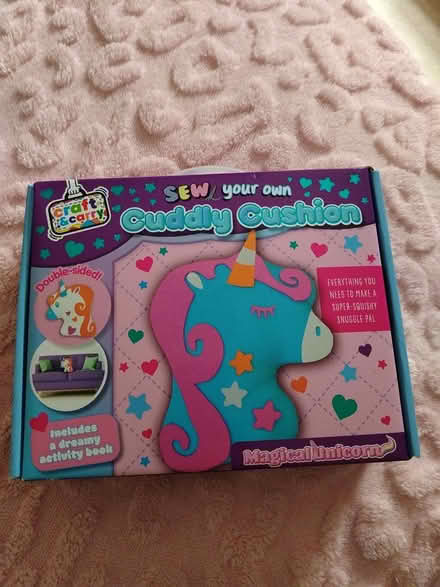 craft
& carry
SEW your own
Cuddly Cushion
Double-sided!
EVERYTHING YOU
NEED TO MAKE A
SUPER-SQUISHY
SNUGGLE PAL
Includes
a dreamy
activity book
Magical Unicorn